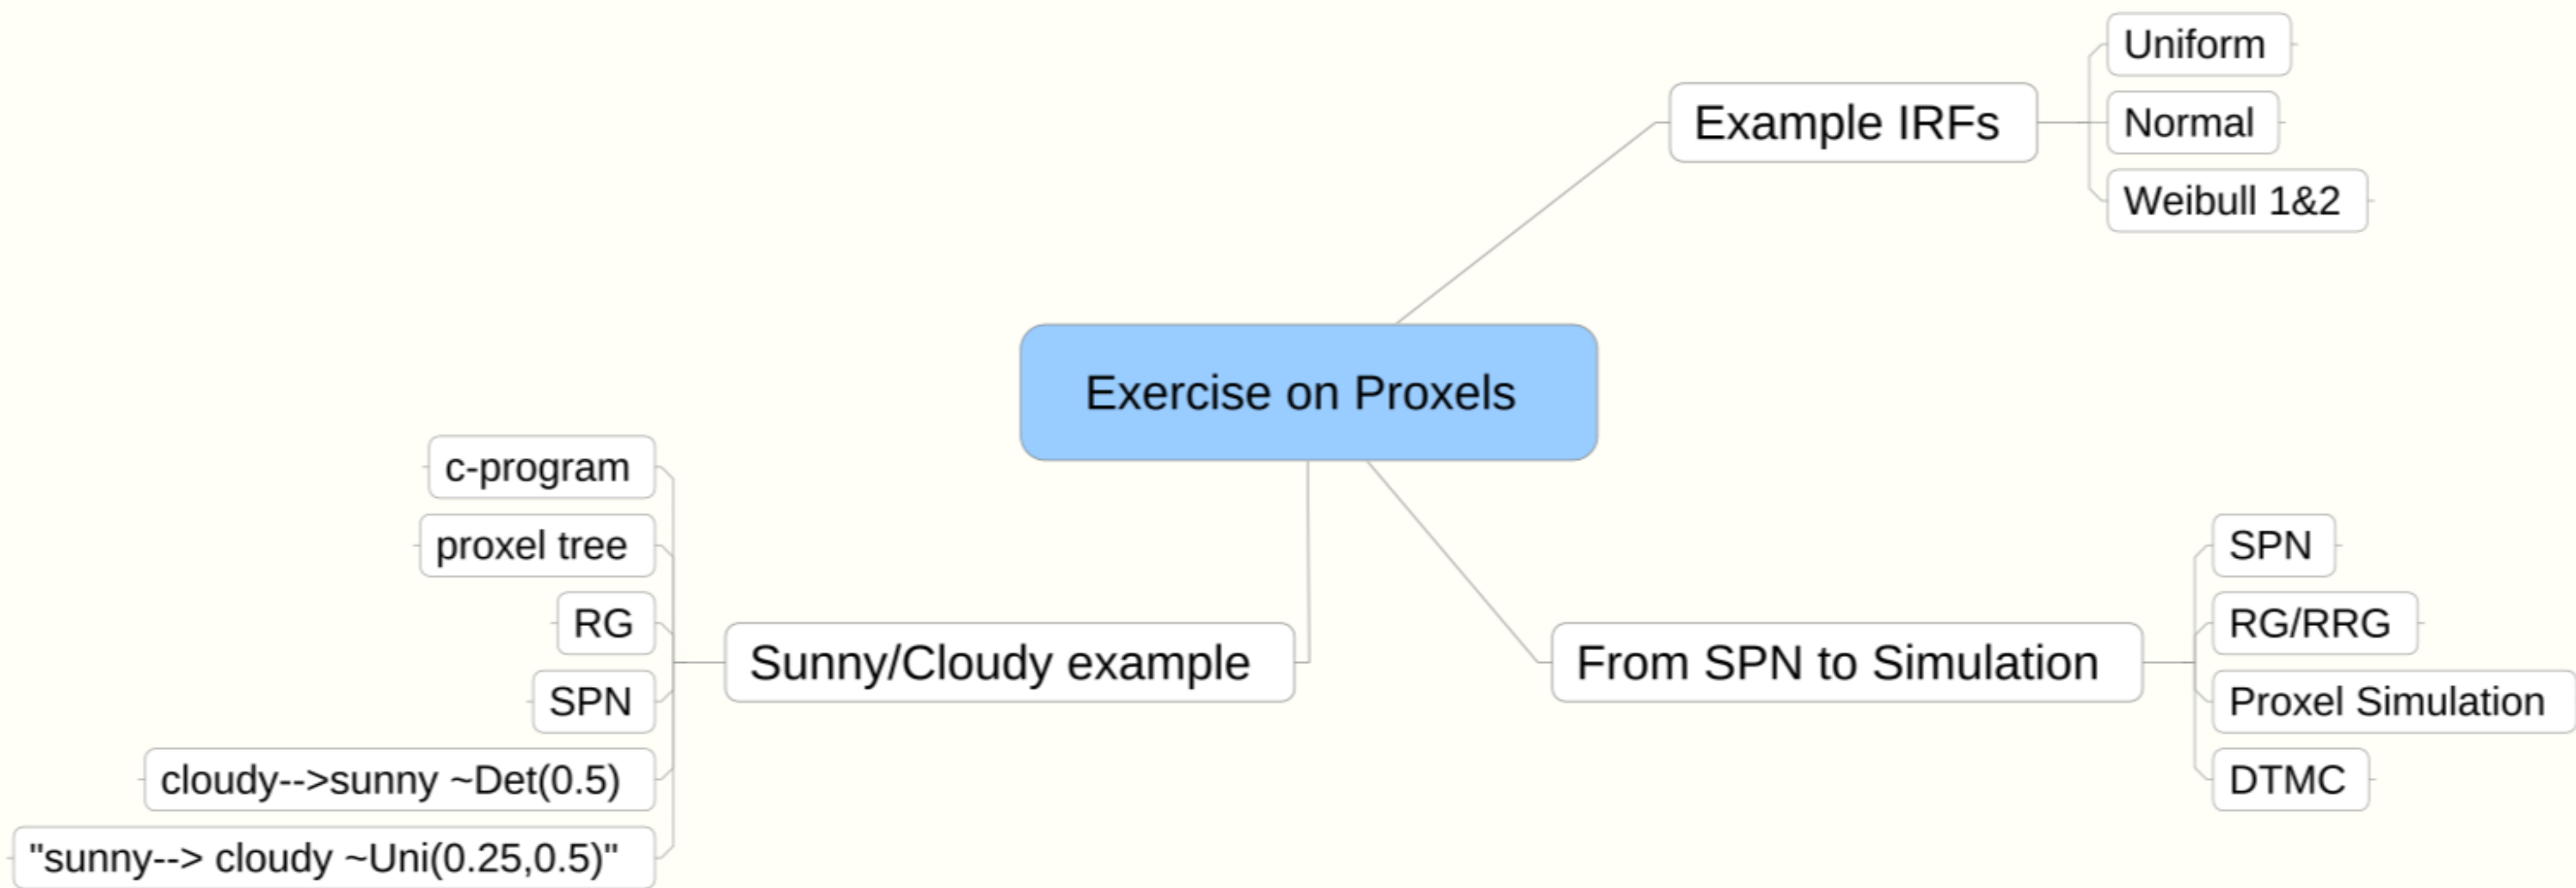 Exercise on Proxels
Example IRFs
Uniform
Normal
Weibull 1&2
From SPN to Simulation
SPN
RG/RRG
Proxel Simulation
DTMC
Sunny/Cloudy example
c-program
proxel tree
RG
SPN
cloudy-->sunny ~Det(0.5)
"sunny--> cloudy ~Uni(0.25,0.5)"